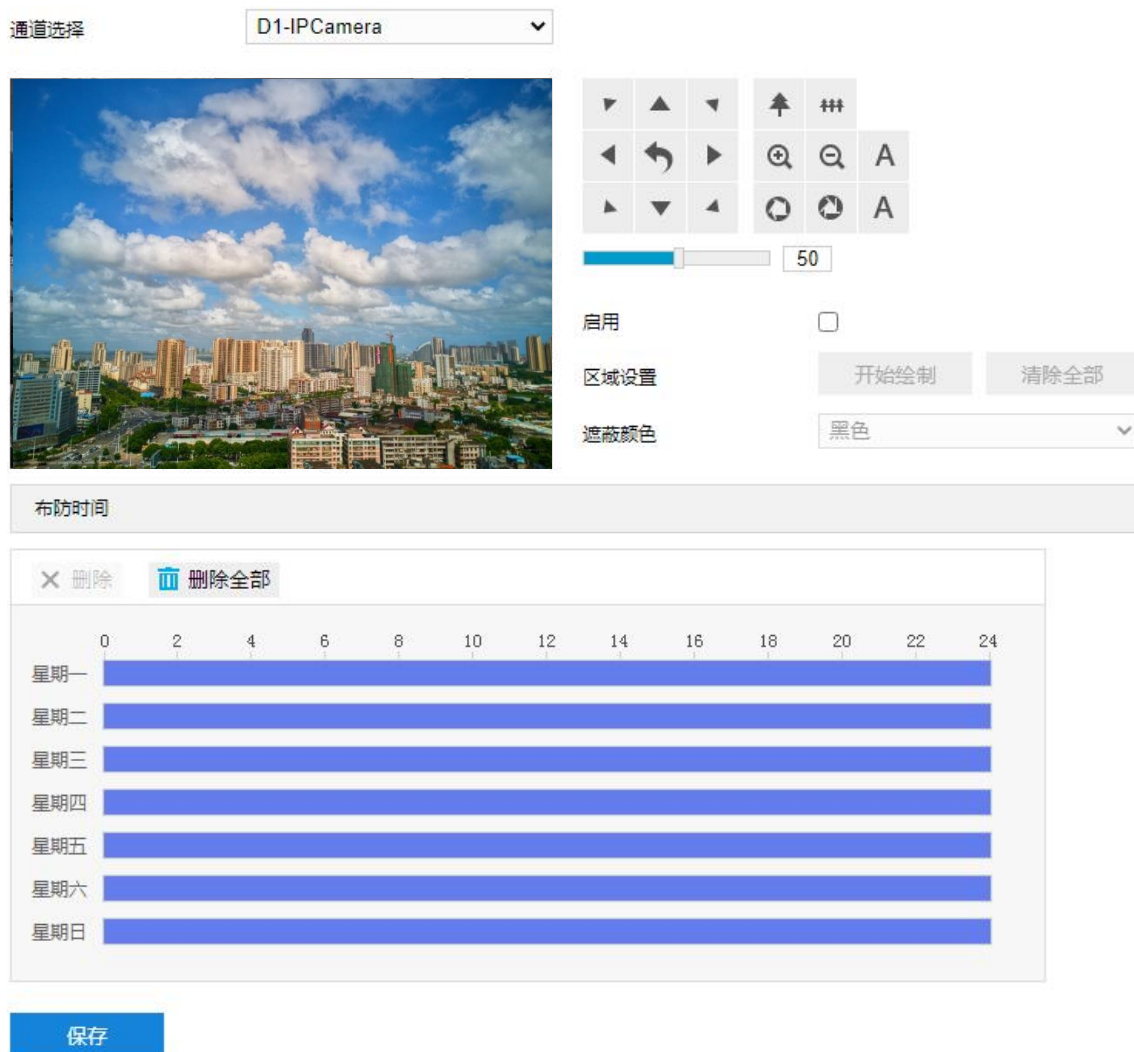 通道选择 D1-IPCamera
A
A
50
启用
区域设置 开始绘制 清除全部
遮蔽颜色 黑色
布防时间
删除 删除全部
0 2 4 6 8 10 12 14 16 18 20 22 24
星期一
星期二
星期三
星期四
星期五
星期六
星期日
保存